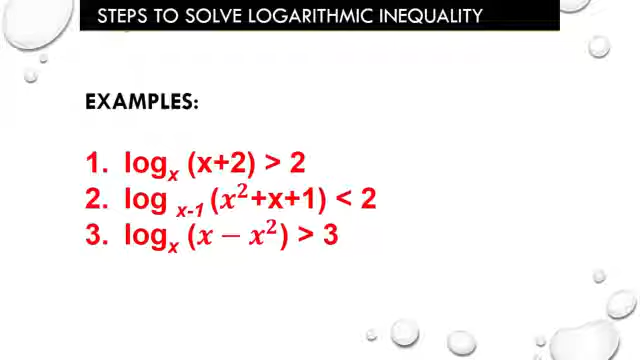 STEPS TO SOLVE LOGARITHMIC INEQUALITY
EXAMPLES:
1. logₓ (x+2) > 2
2. log ₓ₋₁ (𝑥²+x+1) < 2
3. logₓ (𝑥 − 𝑥²) > 3